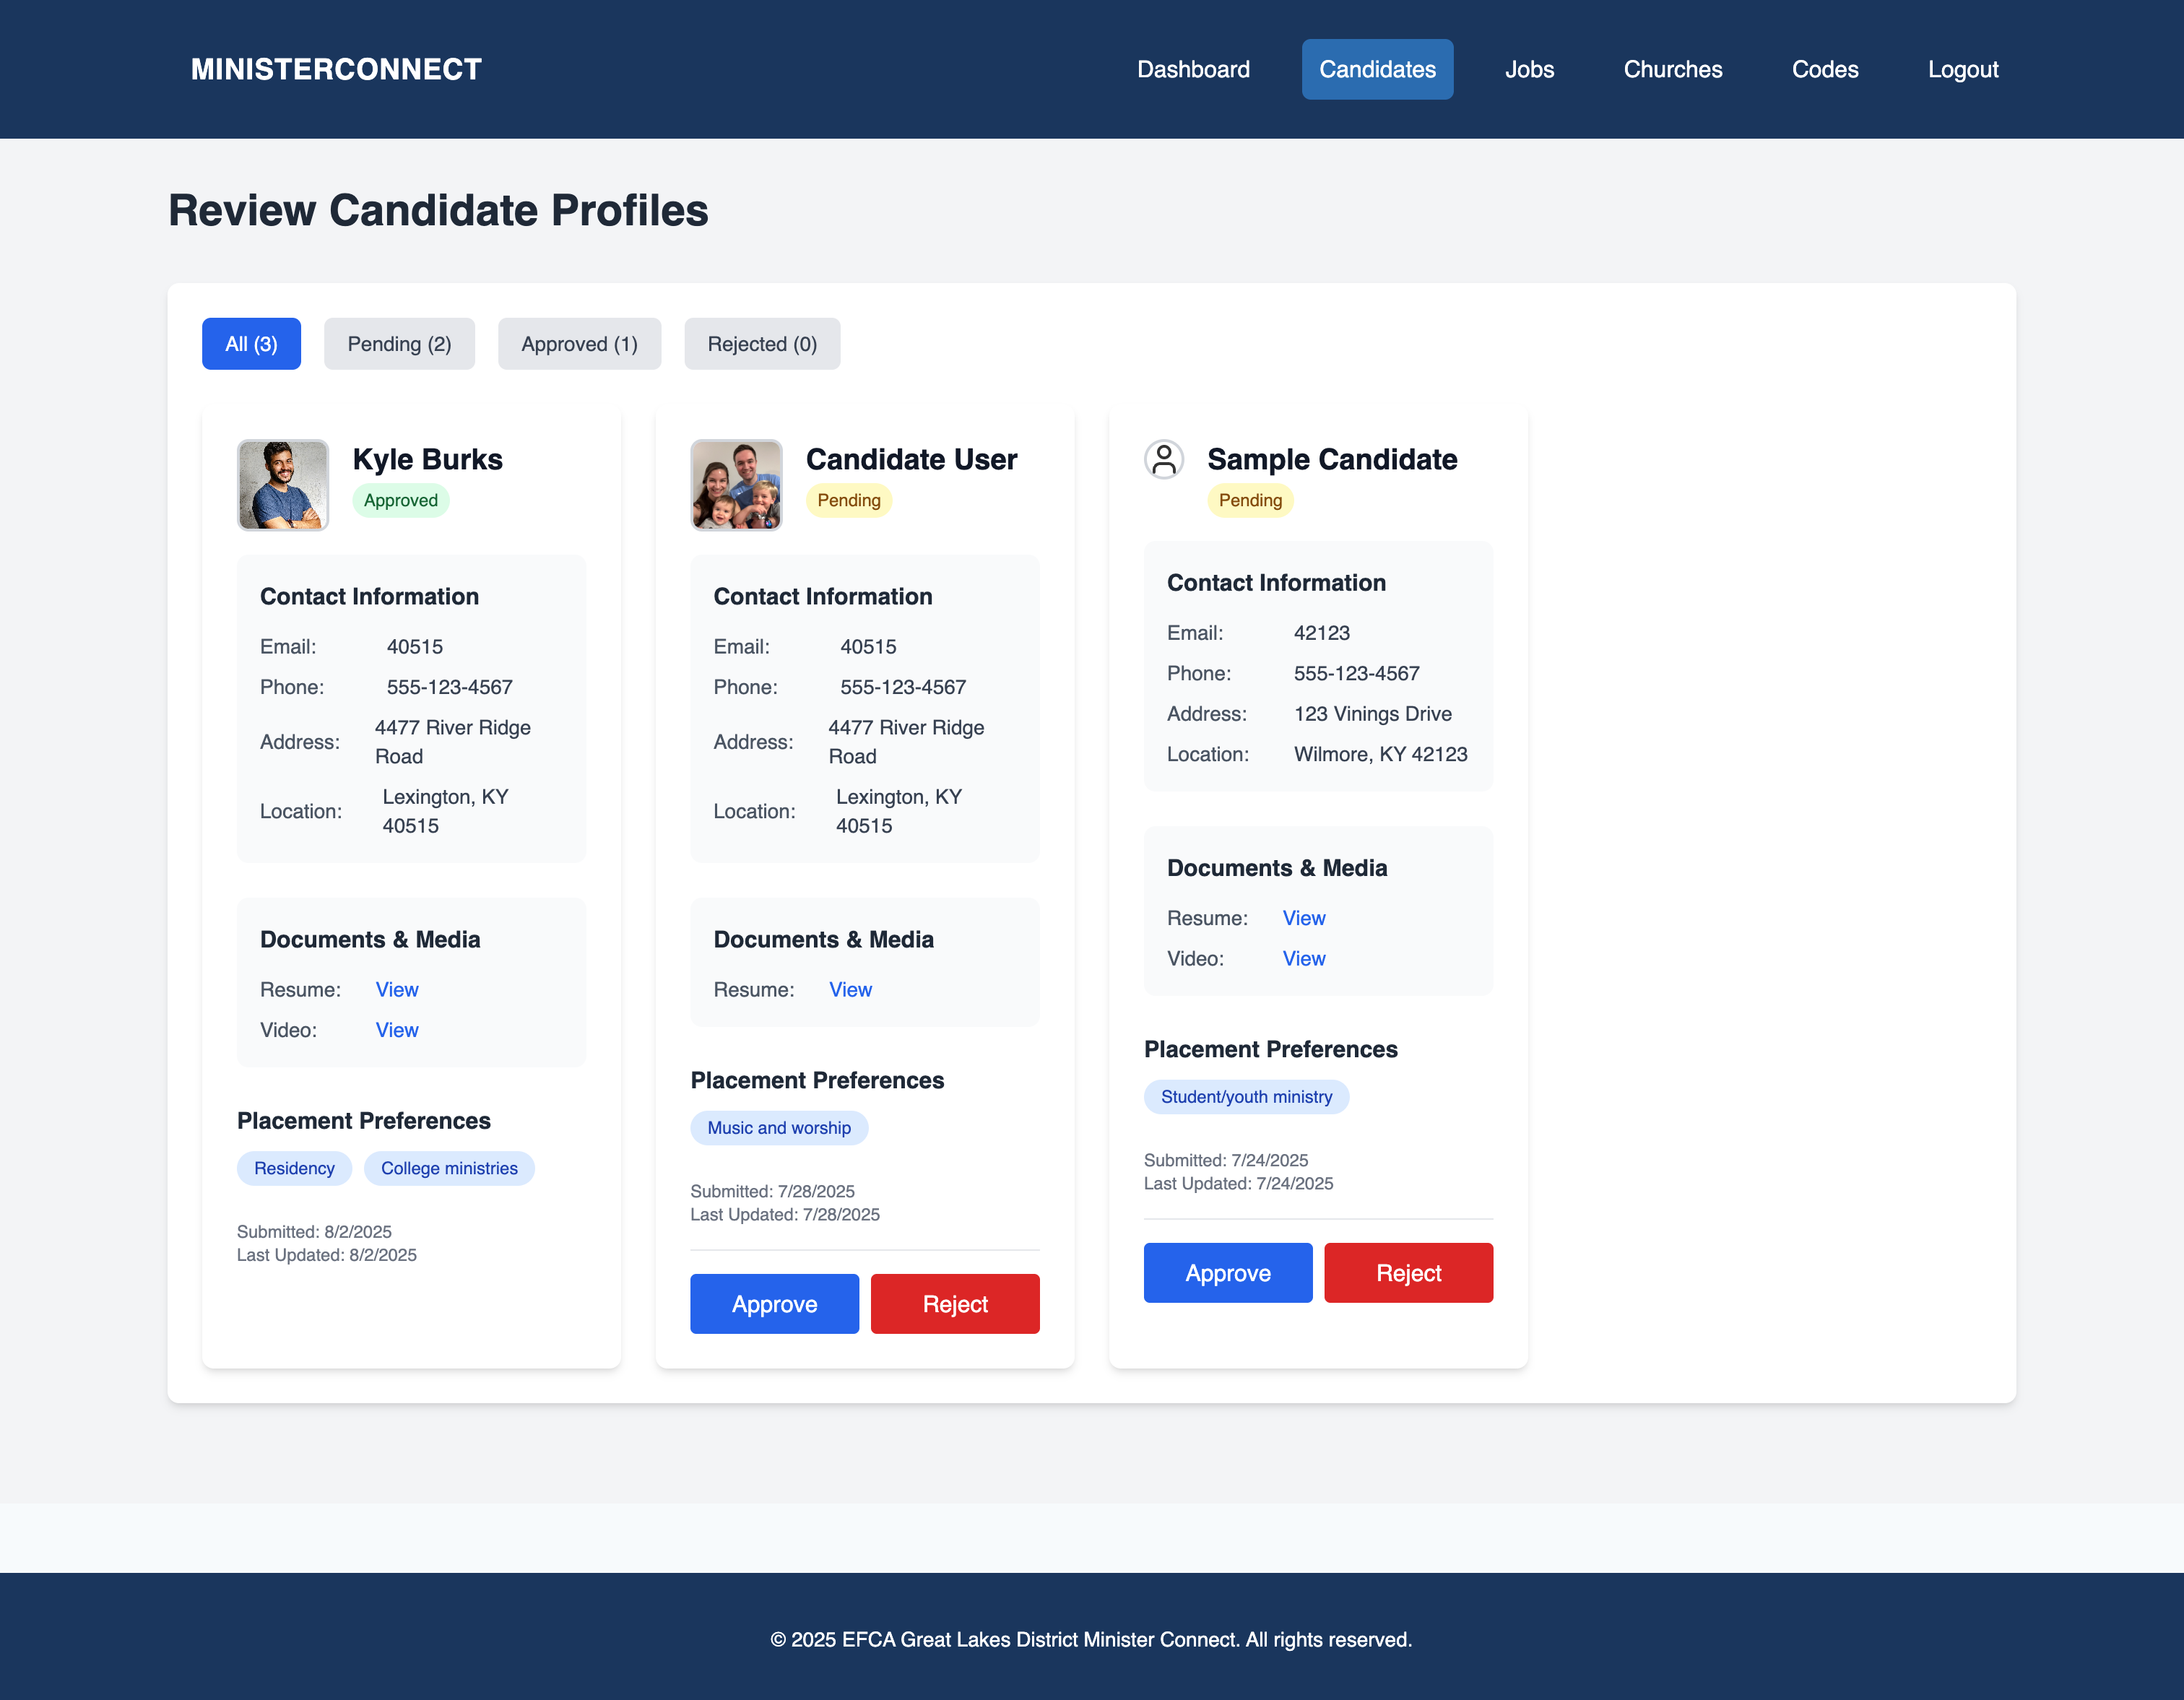 MINISTERCONNECT
Dashboard
Candidates
Jobs
Churches
Codes
Logout
Review Candidate Profiles
All (3)
Pending (2)
Approved (1)
Rejected (0)
Kyle Burks
Approved
Contact Information
Email: 40515
Phone: 555-123-4567
Address: 4477 River Ridge
Road
Location: Lexington, KY
40515
Documents & Media
Resume: View
Video: View
Placement Preferences
Residency
College ministries
Submitted: 8/2/2025
Last Updated: 8/2/2025
Candidate User
Pending
Contact Information
Email: 40515
Phone: 555-123-4567
Address: 4477 River Ridge
Road
Location: Lexington, KY
40515
Documents & Media
Resume: View
Placement Preferences
Music and worship
Submitted: 7/28/2025
Last Updated: 7/28/2025
Approve
Reject
Sample Candidate
Pending
Contact Information
Email: 42123
Phone: 555-123-4567
Address: 123 Vinings Drive
Location: Wilmore, KY 42123
Documents & Media
Resume: View
Video: View
Placement Preferences
Student/youth ministry
Submitted: 7/24/2025
Last Updated: 7/24/2025
Approve
Reject
© 2025 EFCA Great Lakes District Minister Connect. All rights reserved.